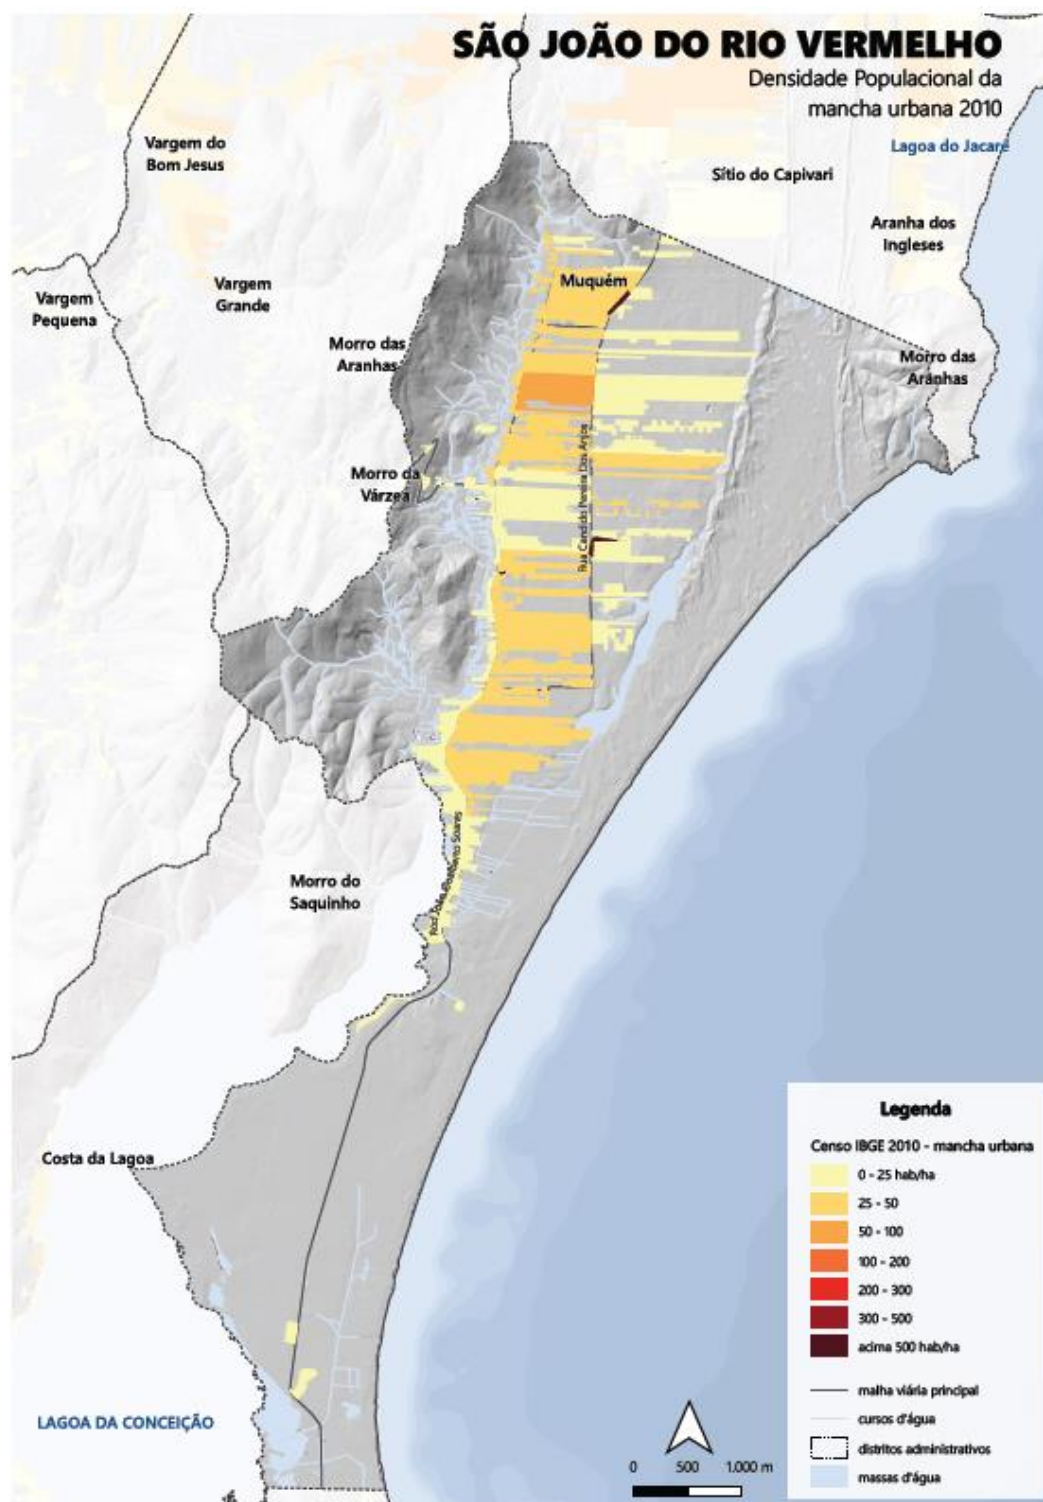 SÃO JOÃO DO RIO VERMELHO
Densidade Populacional da
mancha urbana 2010
Lagoa do Jacaré
Vargem do
Bom Jesus
Sítio do Capivari
Aranha dos
Ingleses
Vargem
Pequena
Vargem
Grande
Muquém
Morro das
Aranhas
Morro das
Aranhas
Morro da
Várzea
Rua Candido Pereira Dos Anjos
Morro do
Saquinho
Rod João Soares
Costa da Lagoa
LAGOA DA CONCEIÇÃO
0 500 1.000 m
Legenda
Censo IBGE 2010 - mancha urbana
0 - 25 hab/ha
25 - 50
50 - 100
100 - 200
200 - 300
300 - 500
acima 500 hab/ha
malha viária principal
cursos d'água
distritos administrativos
massas d'água